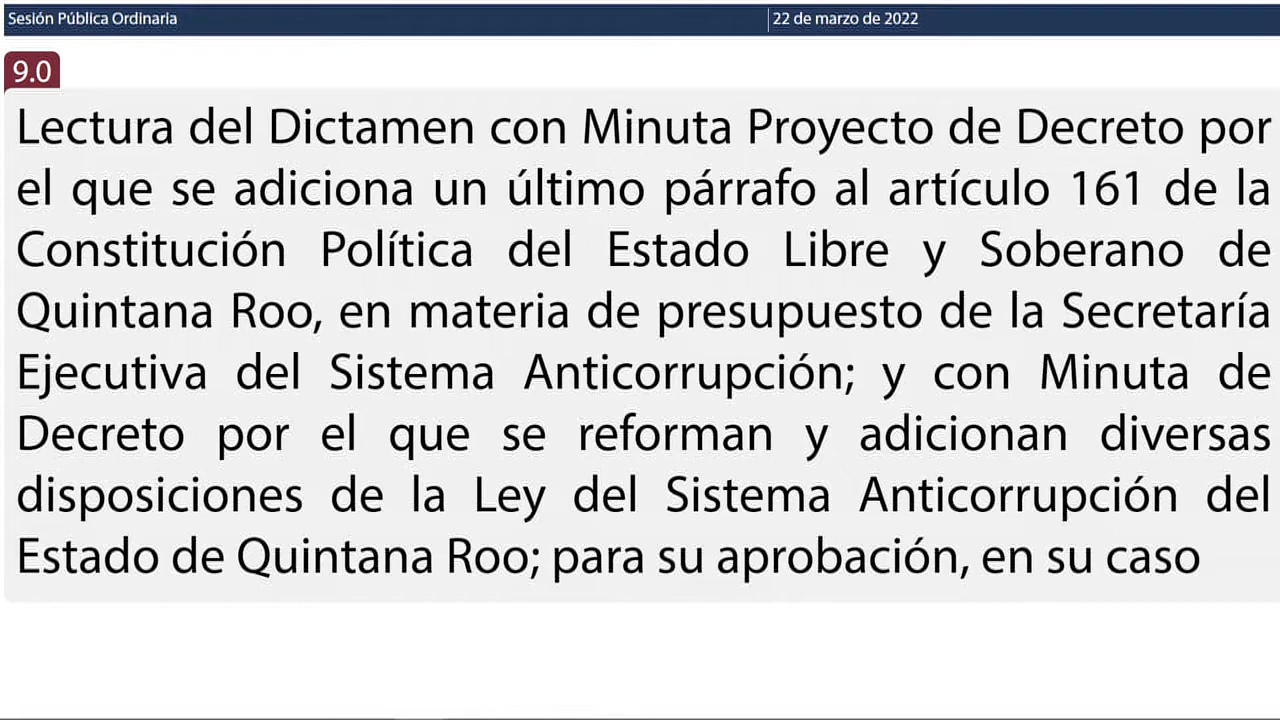 Sesión Pública Ordinaria
22 de marzo de 2022
9.0
Lectura del Dictamen con Minuta Proyecto de Decreto por
el que se adiciona un último párrafo al artículo 161 de la
Constitución Política del Estado Libre y Soberano de
Quintana Roo, en materia de presupuesto de la Secretaría
Ejecutiva del Sistema Anticorrupción; y con Minuta de
Decreto por el que se reforman y adicionan diversas
disposiciones de la Ley del Sistema Anticorrupción del
Estado de Quintana Roo; para su aprobación, en su caso